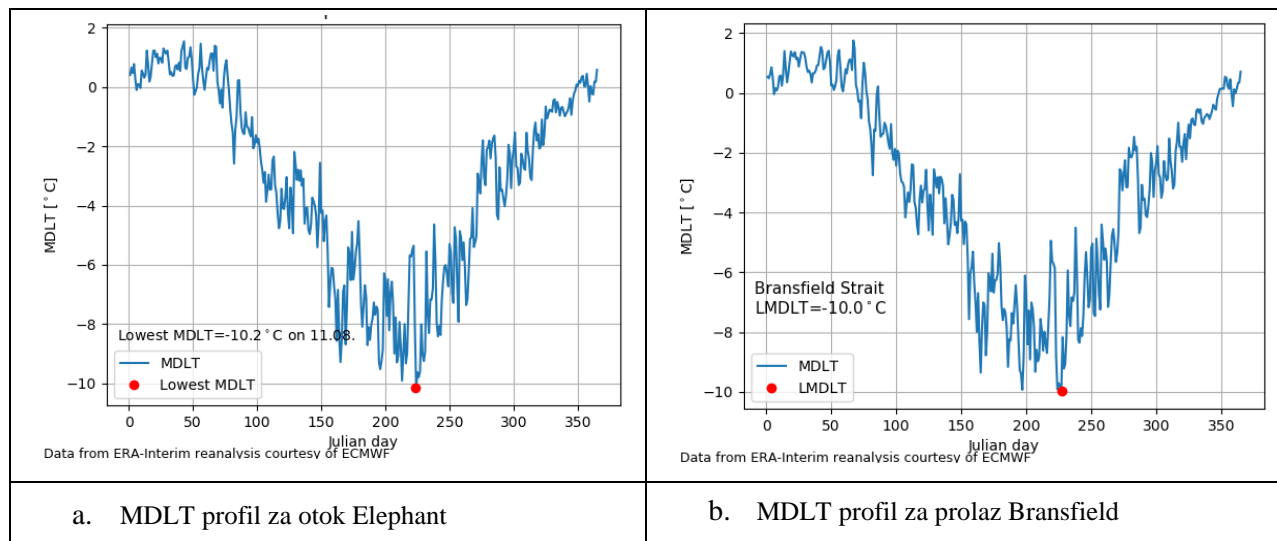 2
0
−2
−4
−6
−8
−10
MDLT [°C]
Lowest MDLT=-10.2°C on 11.08.
MDLT
Lowest MDLT
0 50 100 150 200 250 300 350
Julian day
Data from ERA-Interim reanalysis courtesy of ECMWF
a. MDLT profil za otok Elephant
2
0
−2
−4
−6
−8
−10
MDLT [°C]
Bransfield Strait
LMDLT=-10.0°C
MDLT
LMDLT
0 50 100 150 200 250 300 350
Julian day
Data from ERA-Interim reanalysis courtesy of ECMWF
b. MDLT profil za prolaz Bransfield